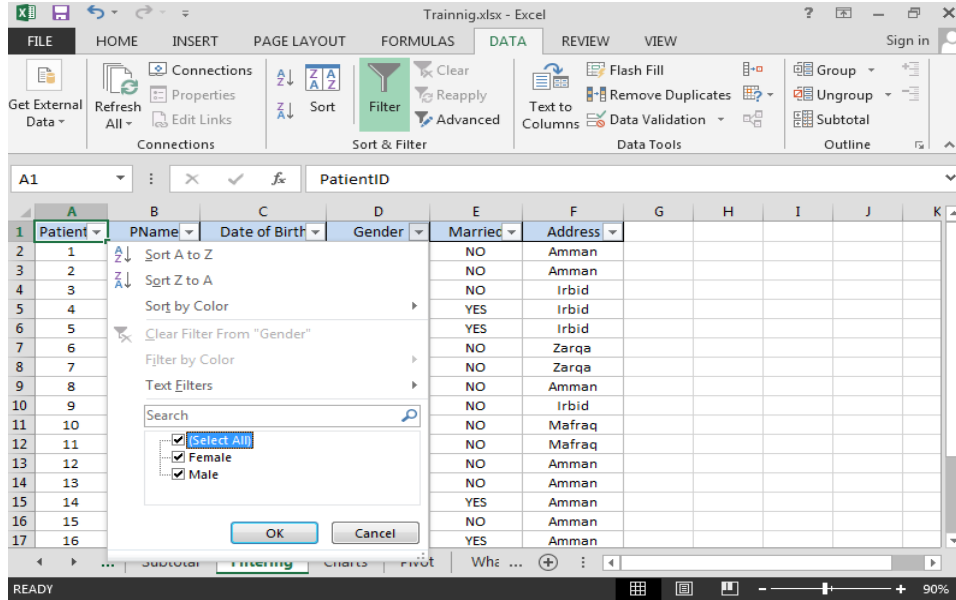 Trainnig.xlsx - Excel
FILE HOME INSERT PAGE LAYOUT FORMULAS DATA REVIEW VIEW Sign in
Get External Data
Refresh All
Connections
Properties
Edit Links
Connections
Sort
Filter
Clear
Reapply
Advanced
Sort & Filter
Text to Columns
Flash Fill
Remove Duplicates
Data Validation
Data Tools
Group
Ungroup
Subtotal
Outline
A1 fx PatientID
A B C D E F G H I J K
1 Patient PName Date of Birth Gender Married Address
2 1 NO Amman
3 2 NO Amman
4 3 NO Irbid
5 4 YES Irbid
6 5 YES Irbid
7 6 NO Zarqa
8 7 NO Zarqa
9 8 NO Amman
10 9 NO Irbid
11 10 NO Mafraq
12 11 NO Mafraq
13 12 NO Amman
14 13 NO Amman
15 14 YES Amman
16 15 NO Amman
17 16 YES Amman
Sort A to Z
Sort Z to A
Sort by Color
Clear Filter From "Gender"
Filter by Color
Text Filters
Search
(Select All)
Female
Male
OK Cancel
... Subtotal Filtering Charts Pivot Wha ...
READY 90%